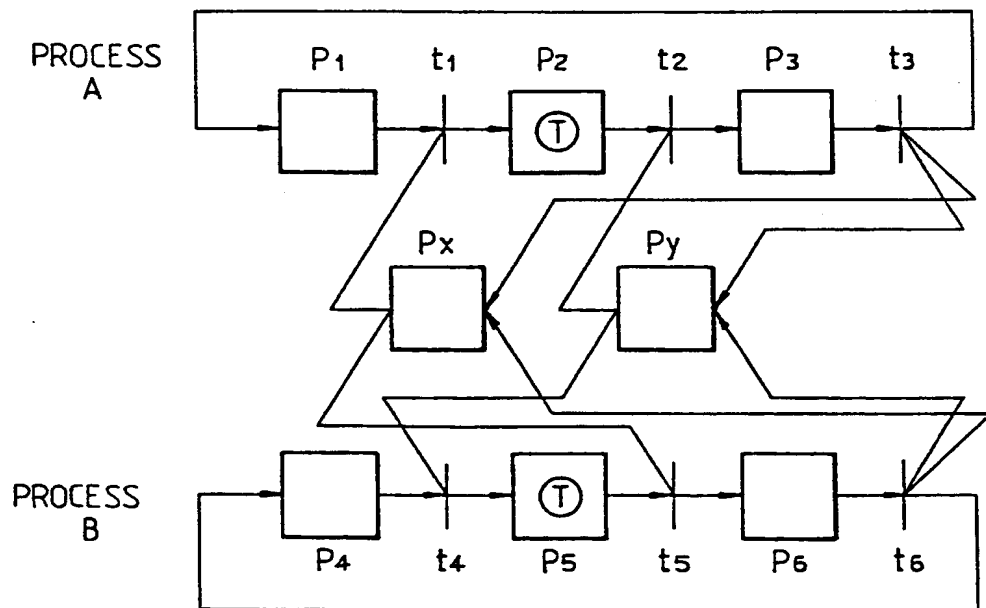 PROCESS
A
P1 t1 P2 t2 P3 t3
T
Px Py
T
PROCESS
B
P4 t4 P5 t5 P6 t6